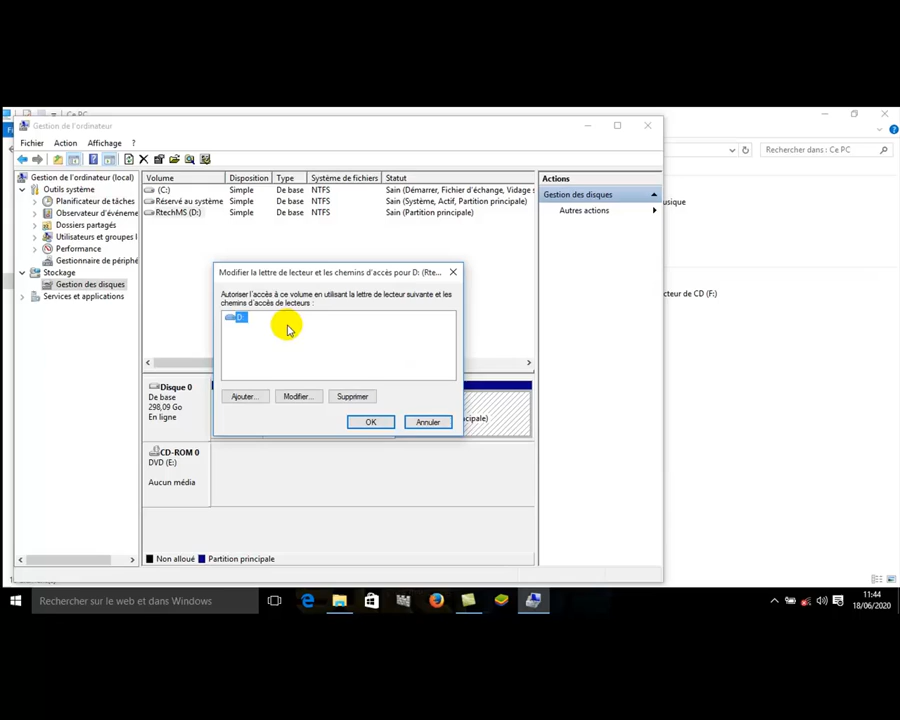 Ce PC
Gestion de l'ordinateur
Fichier Action Affichage ?
Rechercher dans : Ce PC
Gestion de l'ordinateur (local)
Outils système
Planificateur de tâches
Observateur d'événeme
Dossiers partagés
Utilisateurs et groupes l
Performance
Gestionnaire de périphé
Stockage
Gestion des disques
Services et applications
Volume Disposition Type Système de fichiers Statut
(C:) Simple De base NTFS Sain (Démarrer, Fichier d'échange, Vidage s
Réservé au système Simple De base NTFS Sain (Système, Actif, Partition principale)
RtechMS (D:) Simple De base NTFS Sain (Partition principale)
Actions
Gestion des disques
Autres actions
usique
cteur de CD (F:)
Modifier la lettre de lecteur et les chemins d'accès pour D: (Rte...
Autoriser l'accès à ce volume en utilisant la lettre de lecteur suivante et les
chemins d'accès de lecteurs :
D:
Ajouter... Modifier... Supprimer
OK Annuler
Disque 0
De base
298,09 Go
En ligne
cipale)
CD-ROM 0
DVD (E:)
Aucun média
Non alloué Partition principale
Rechercher sur le web et dans Windows
11:44
18/06/2020